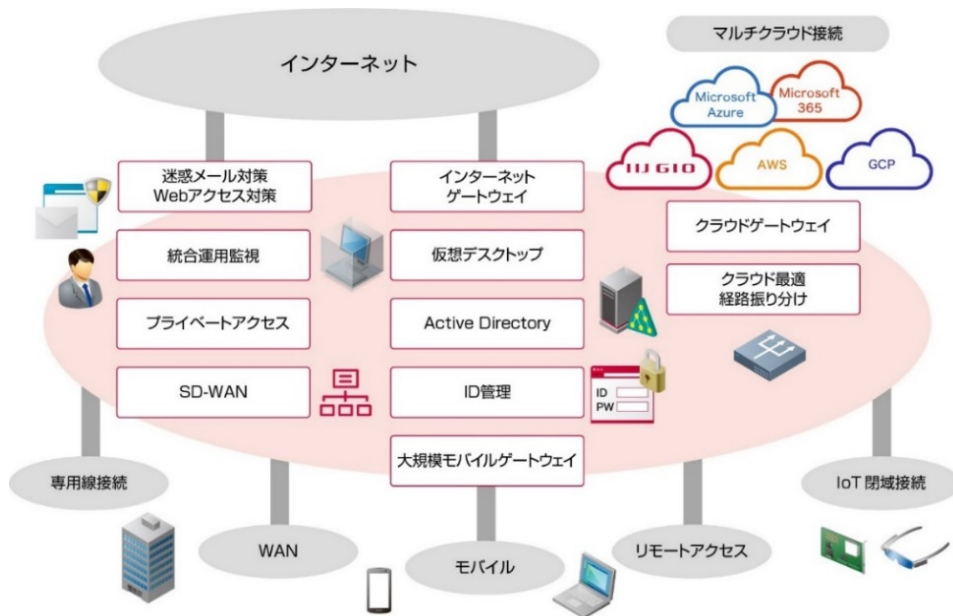 インターネット
マルチクラウド接続
Microsoft
Azure
Microsoft
365
IIJ GIO
AWS
GCP
迷惑メール対策
Webアクセス対策
インターネット
ゲートウェイ
クラウドゲートウェイ
統合運用監視
仮想デスクトップ
クラウド最適
経路振り分け
プライベートアクセス
Active Directory
SD-WAN
ID管理
ID
PW
大規模モバイルゲートウェイ
専用線接続
WAN
モバイル
リモートアクセス
IoT 閉域接続